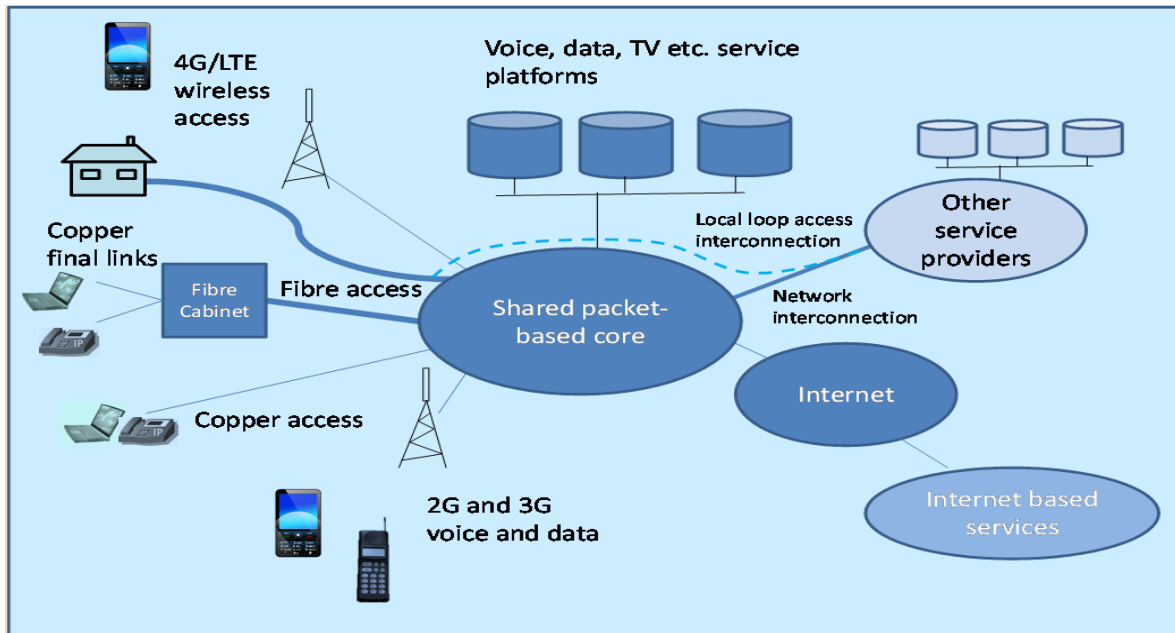 4G/LTE
wireless
access
Voice, data, TV etc. service
platforms
Copper
final links
Fibre
Cabinet
Fibre access
Shared packet-
based core
Local loop access
interconnection
Other
service
providers
Network
interconnection
Internet
Internet based
services
IP
IP
Copper access
2G and 3G
voice and data